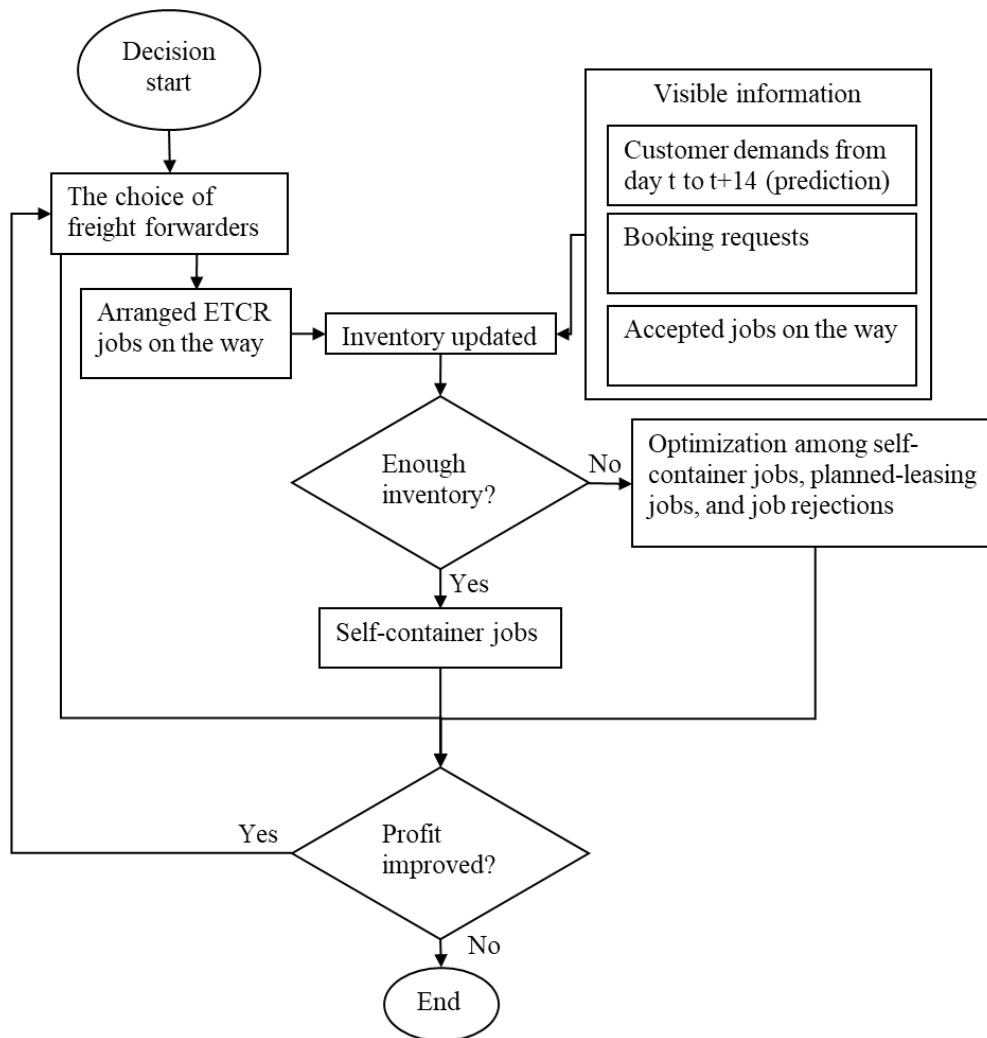 Decision
start
Visible information
Customer demands from
day t to t+14 (prediction)
The choice of
freight forwarders
Booking requests
Arranged ETCR
jobs on the way
Inventory updated
Accepted jobs on the way
Enough
inventory?
No
Optimization among self-
container jobs, planned-leasing
jobs, and job rejections
Yes
Self-container jobs
Yes
Profit
improved?
No
End